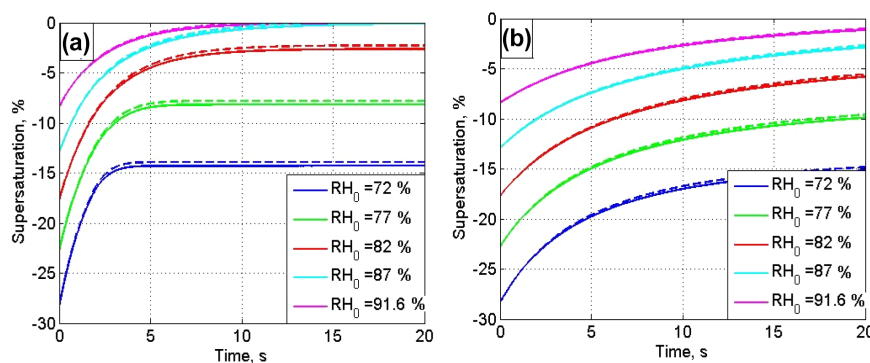 (a)
Supersaturation, %
0
-5
-10
-15
-20
-25
-30
0
5
10
15
20
Time, s
RH0 =72 %
RH0 =77 %
RH0 =82 %
RH0 =87 %
RH0 =91.6 %
(b)
Supersaturation, %
0
-5
-10
-15
-20
-25
-30
0
5
10
15
20
Time, s
RH0 =72 %
RH0 =77 %
RH0 =82 %
RH0 =87 %
RH0 =91.6 %